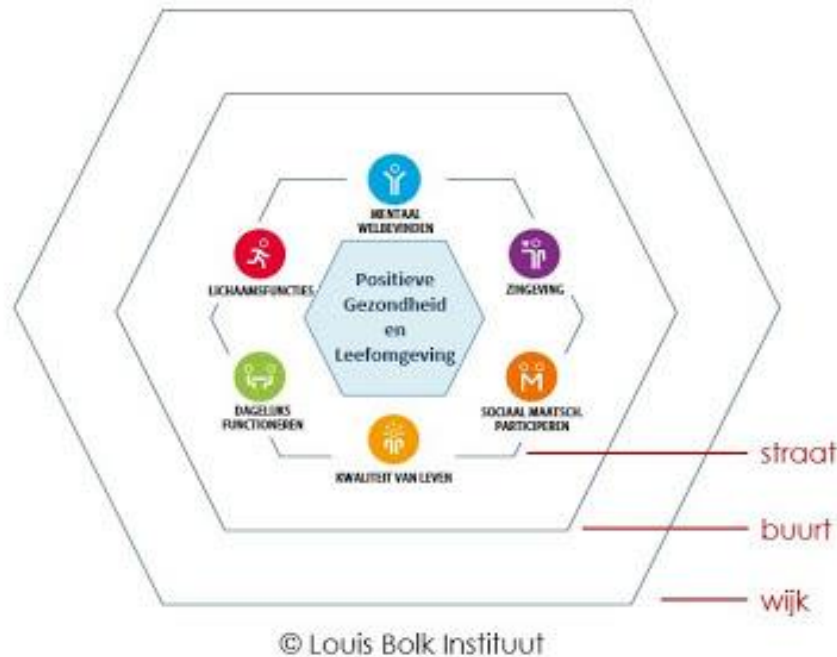 MENTAAL
WELBEVINDEN
LICHAAMSFUNCTIES
ZINGEVING
Positieve
Gezondheid
en
Leefomgeving
DAGELIJKS
FUNCTIONEREN
SOCIAAL MAATSCH.
PARTICIPEREN
KWALITEIT VAN LEVEN
straat
buurt
wijk
© Louis Bolk Instituut